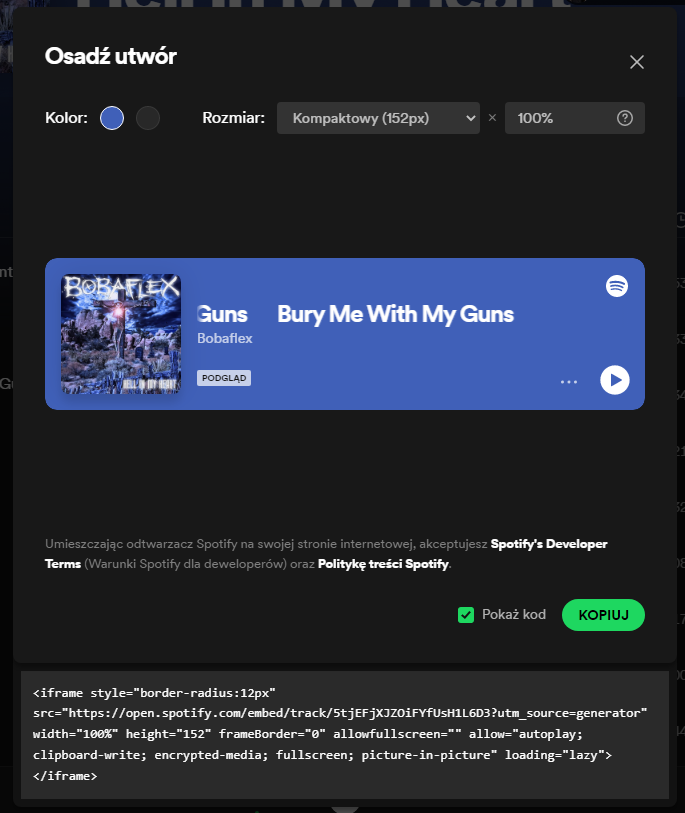 Osadź utwór
Kolor:
Rozmiar:
Kompaktowy (152px)
×
100%
?
BOBAFLEX
HELL IN MY HEART
Guns Bury Me With My Guns
Bobaflex
PODGLĄD
Umieszczając odtwarzacz Spotify na swojej stronie internetowej, akceptujesz Spotify's Developer
Terms (Warunki Spotify dla deweloperów) oraz Politykę treści Spotify.
Pokaż kod
KOPIUJ
<iframe style="border-radius:12px"
src="https://open.spotify.com/embed/track/5tjEFjXJZOiFYfUsH1L6D3?utm_source=generator"
width="100%" height="152" frameBorder="0" allowfullscreen="" allow="autoplay;
clipboard-write; encrypted-media; fullscreen; picture-in-picture" loading="lazy">
</iframe>